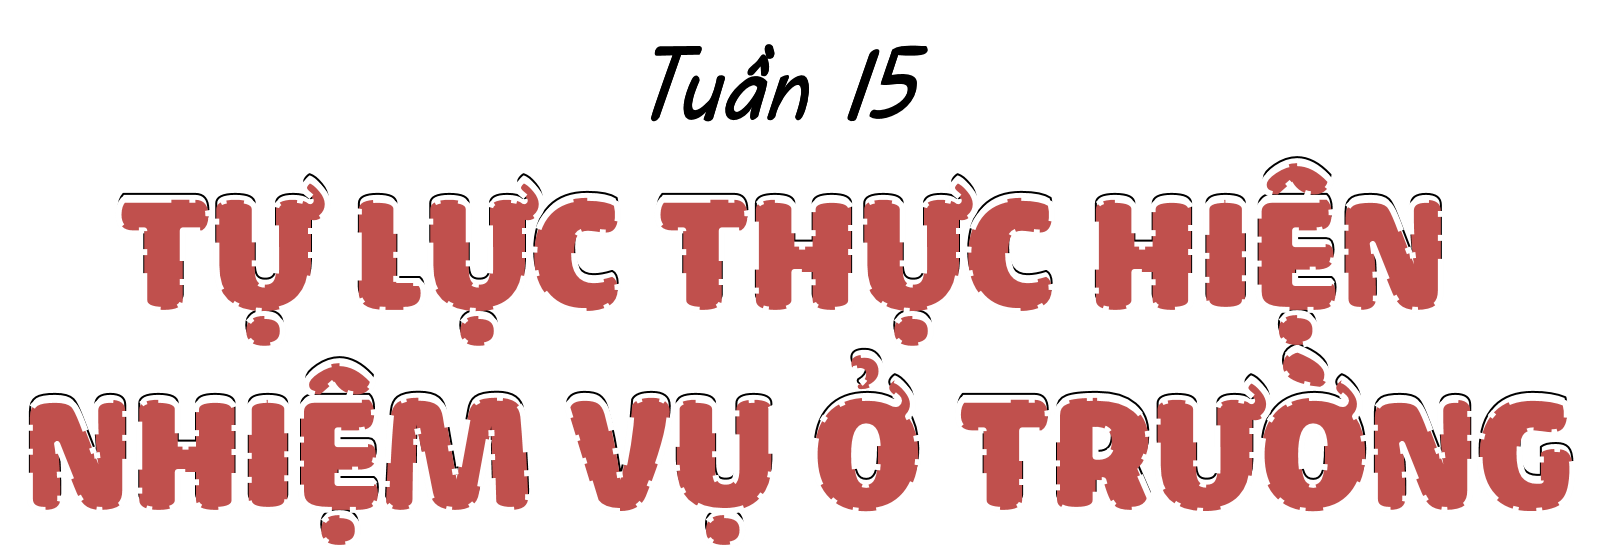 Tuần 15
TỰ LỰC THỰC HIỆN
NHIỆM VỤ Ở TRƯỜNG